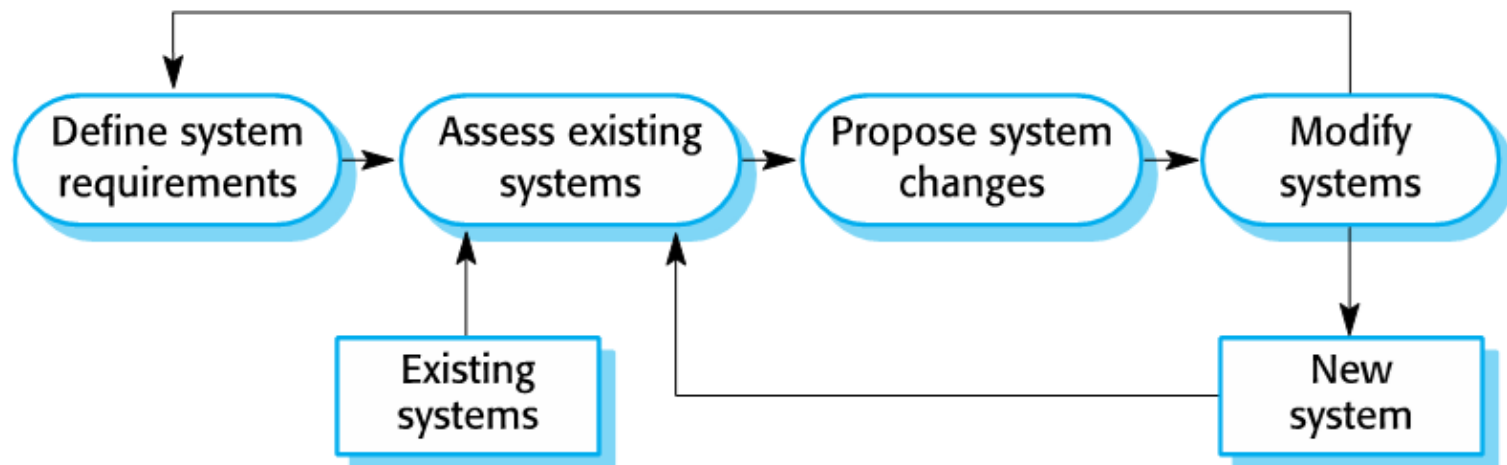 Define system
requirements
Assess existing
systems
Propose system
changes
Modify
systems
Existing
systems
New
system